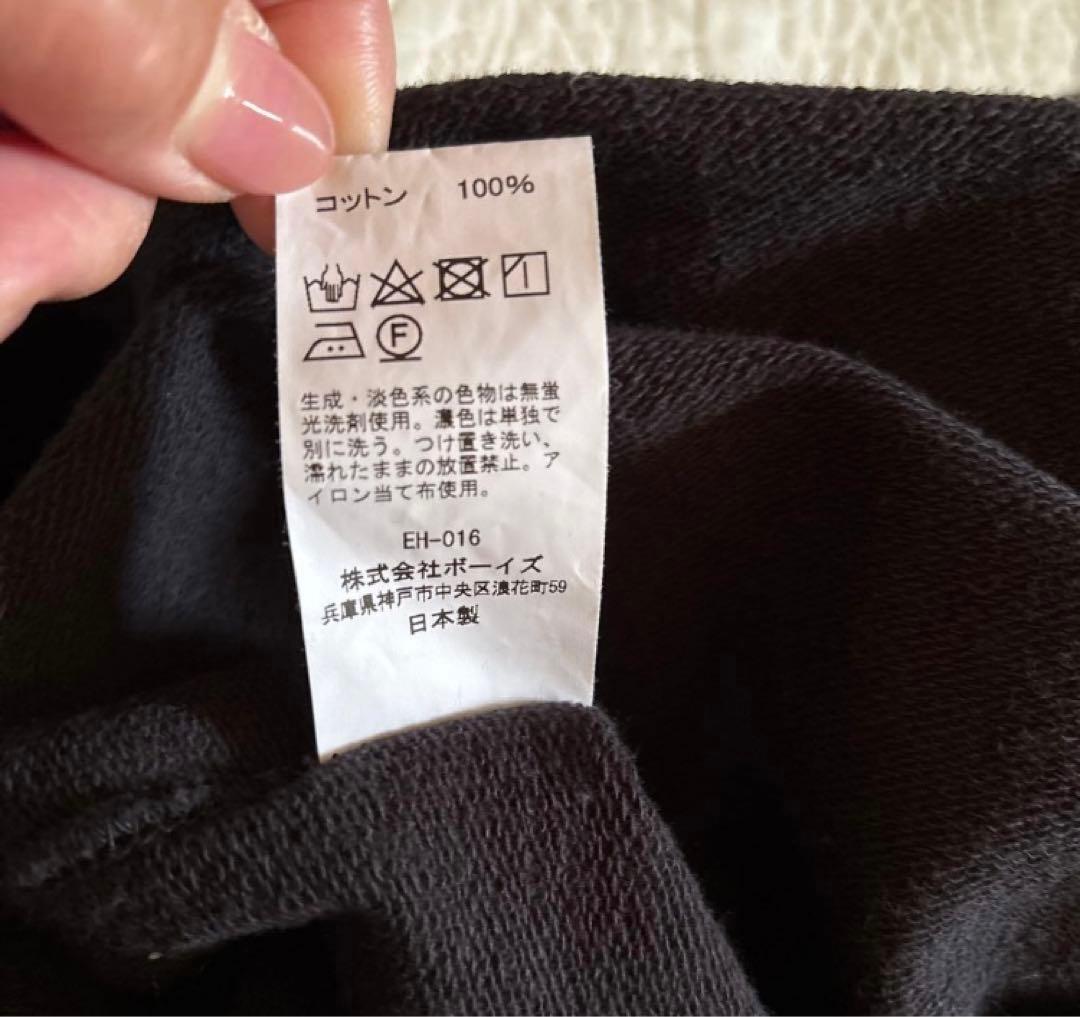 コットン 100%
F
生成・淡色系の色物は無蛍
光洗剤使用。濃色は単独で
別に洗う。つけ置き洗い、
濡れたままの放置禁止。ア
イロン当て布使用。
EH-016
株式会社ボーイズ
兵庫県神戸市中央区浪花町59
日本製